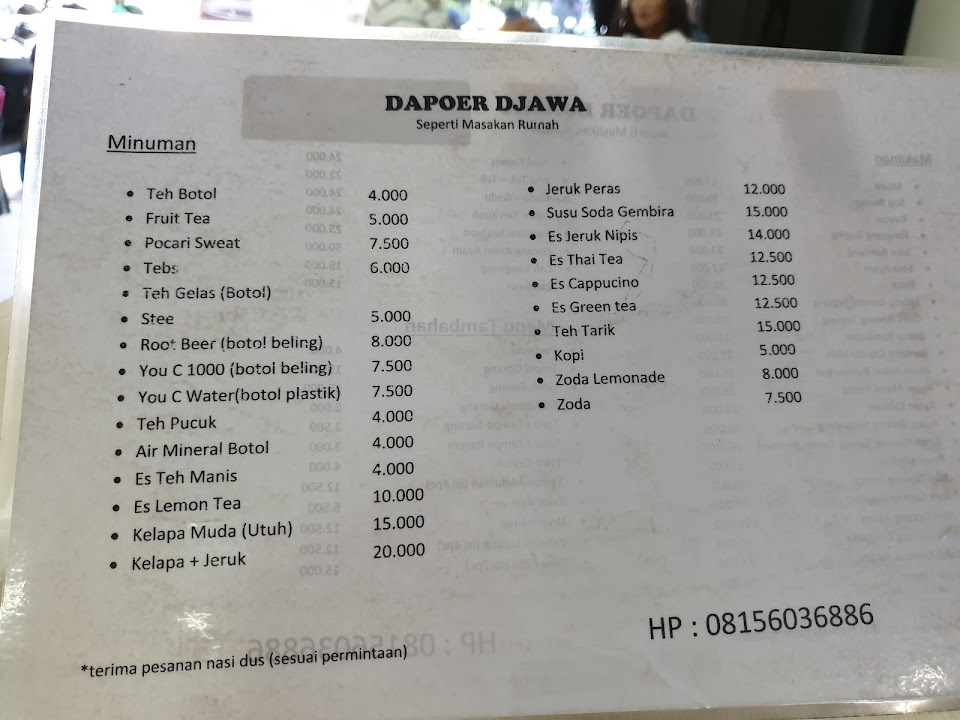 DAPOER DJAWA
Seperti Masakan Rumah
Minuman
• Teh Botol 4.000
• Fruit Tea 5.000
• Pocari Sweat 7.500
• Tebs 6.000
• Teh Gelas (Botol)
• Stee 5.000
• Root Beer (botol beling) 8.000
• You C 1000 (botol beling) 7.500
• You C Water(botol plastik) 7.500
• Teh Pucuk 4.000
• Air Mineral Botol 4.000
• Es Teh Manis 4.000
• Es Lemon Tea 10.000
• Kelapa Muda (Utuh) 15.000
• Kelapa + Jeruk 20.000
• Jeruk Peras 12.000
• Susu Soda Gembira 15.000
• Es Jeruk Nipis 14.000
• Es Thai Tea 12.500
• Es Cappucino 12.500
• Es Green tea 12.500
• Teh Tarik 15.000
• Kopi 5.000
• Zoda Lemonade 8.000
• Zoda 7.500
HP : 08156036886
*terima pesanan nasi dus (sesuai permintaan)